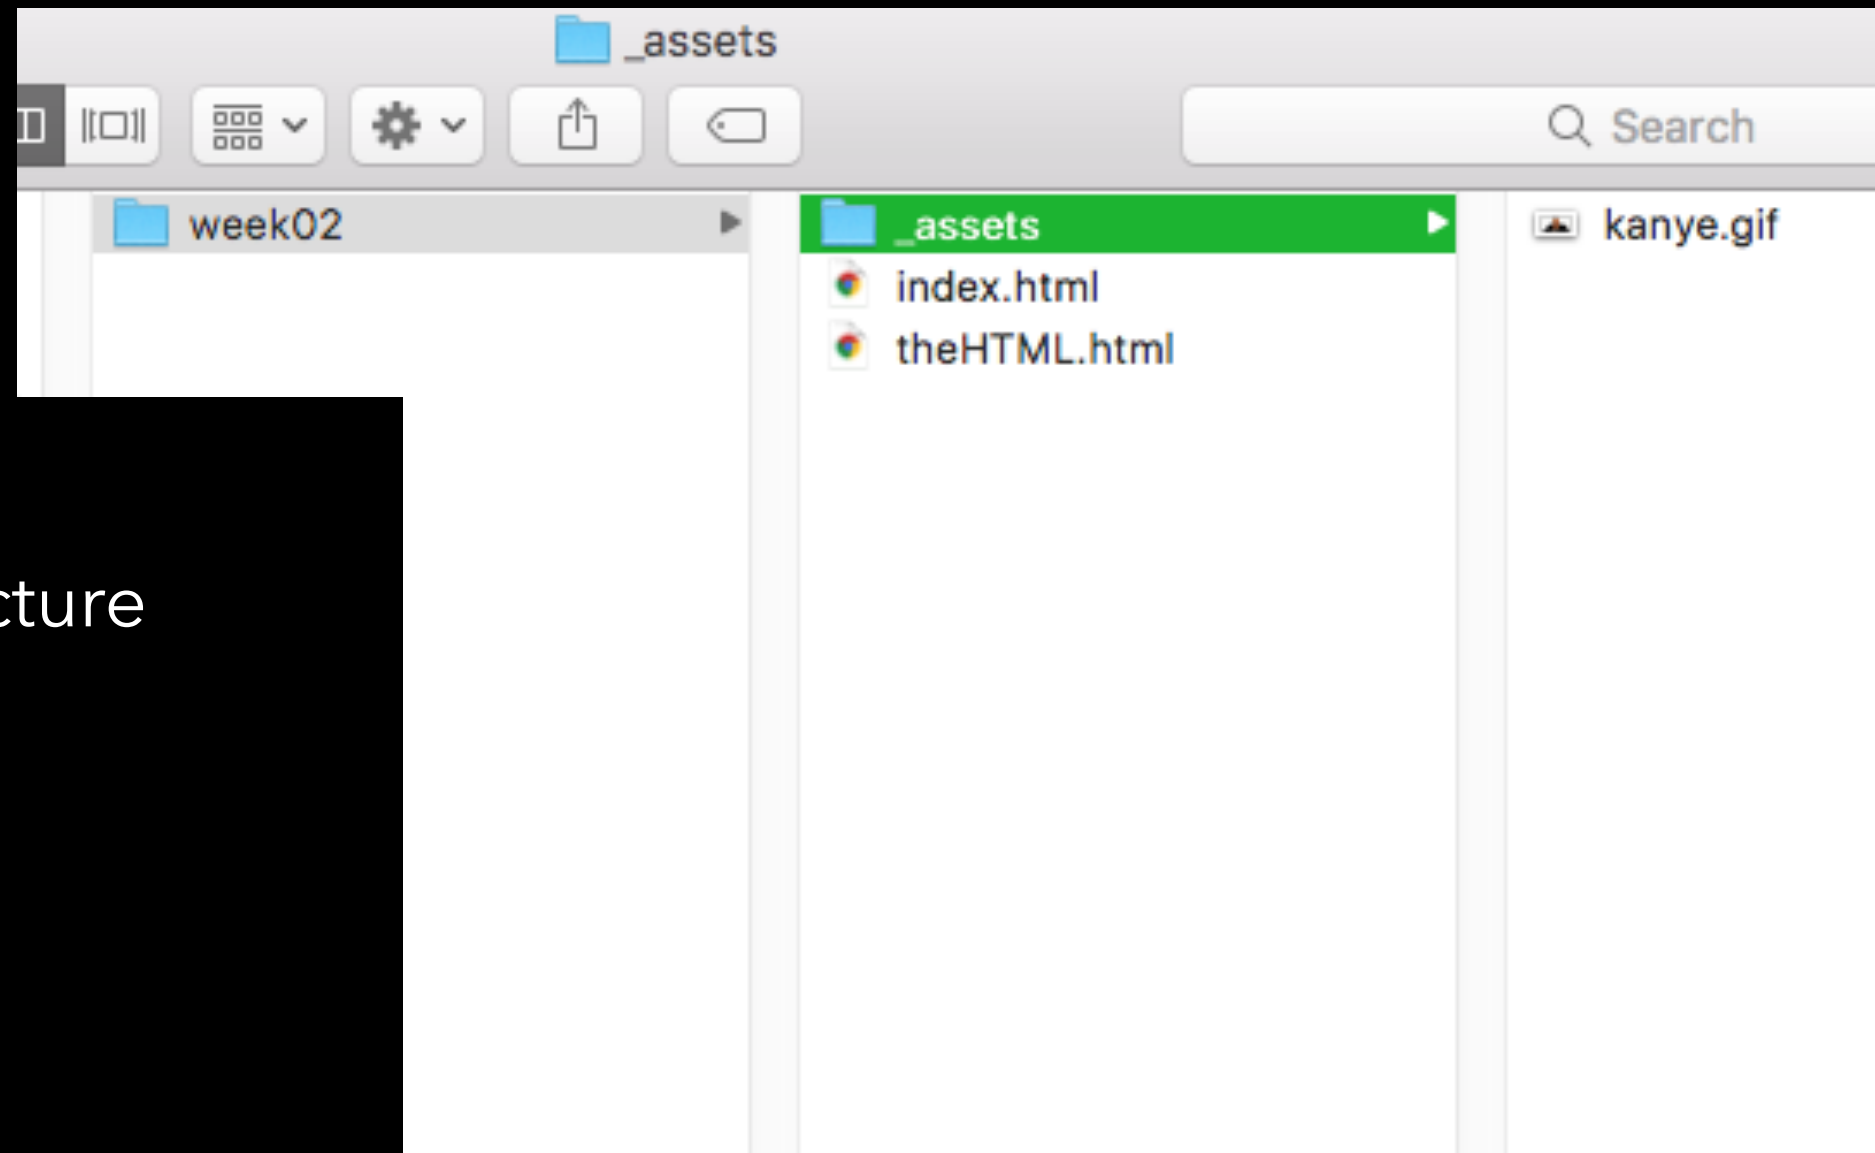 _assets
Search
week02
_assets
kanye.gif
index.html
theHTML.html
cture